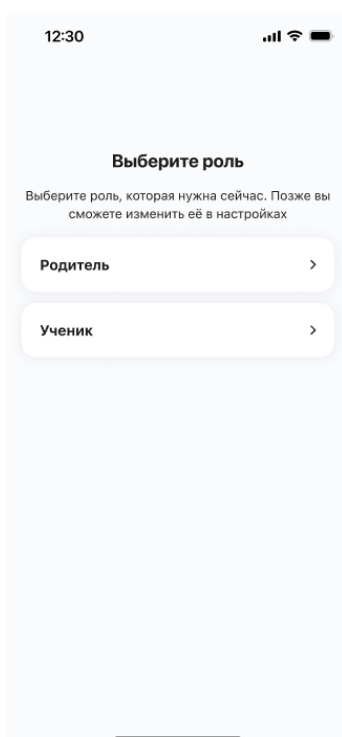 12:30
Выберите роль
Выберите роль, которая нужна сейчас. Позже вы
сможете изменить её в настройках
Родитель
Ученик